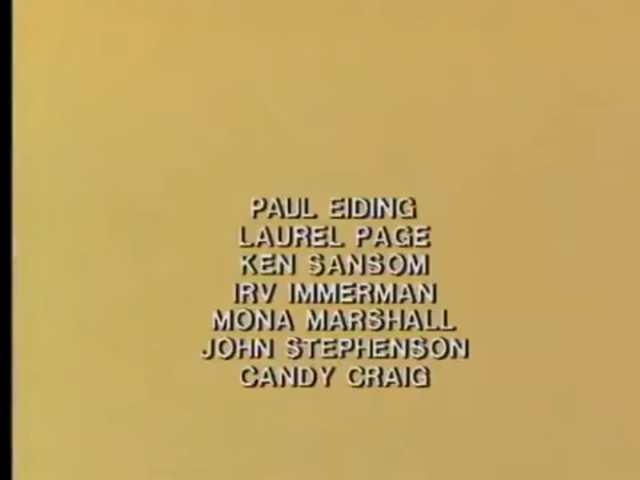 PAUL EIDING
LAUREL PAGE
KEN SANSOM
IRV IMMERMAN
MONA MARSHALL
JOHN STEPHENSON
CANDY CRAIG